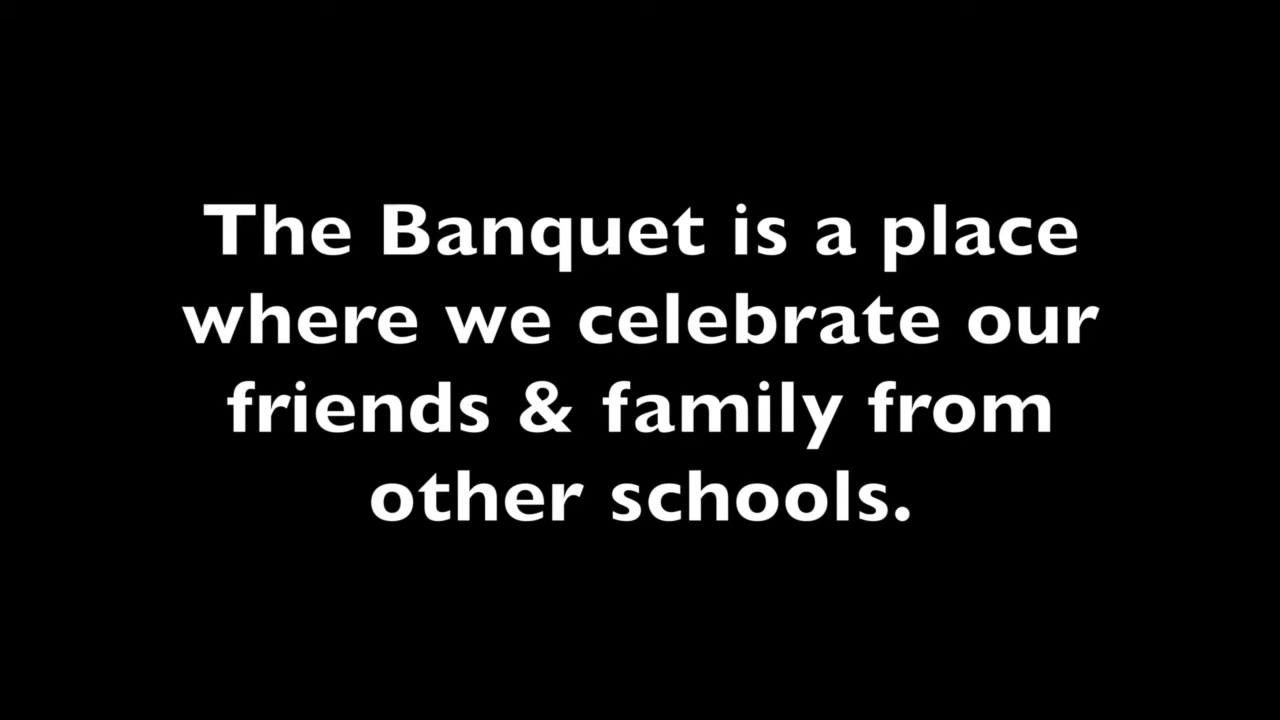 The Banquet is a place
where we celebrate our
friends & family from
other schools.